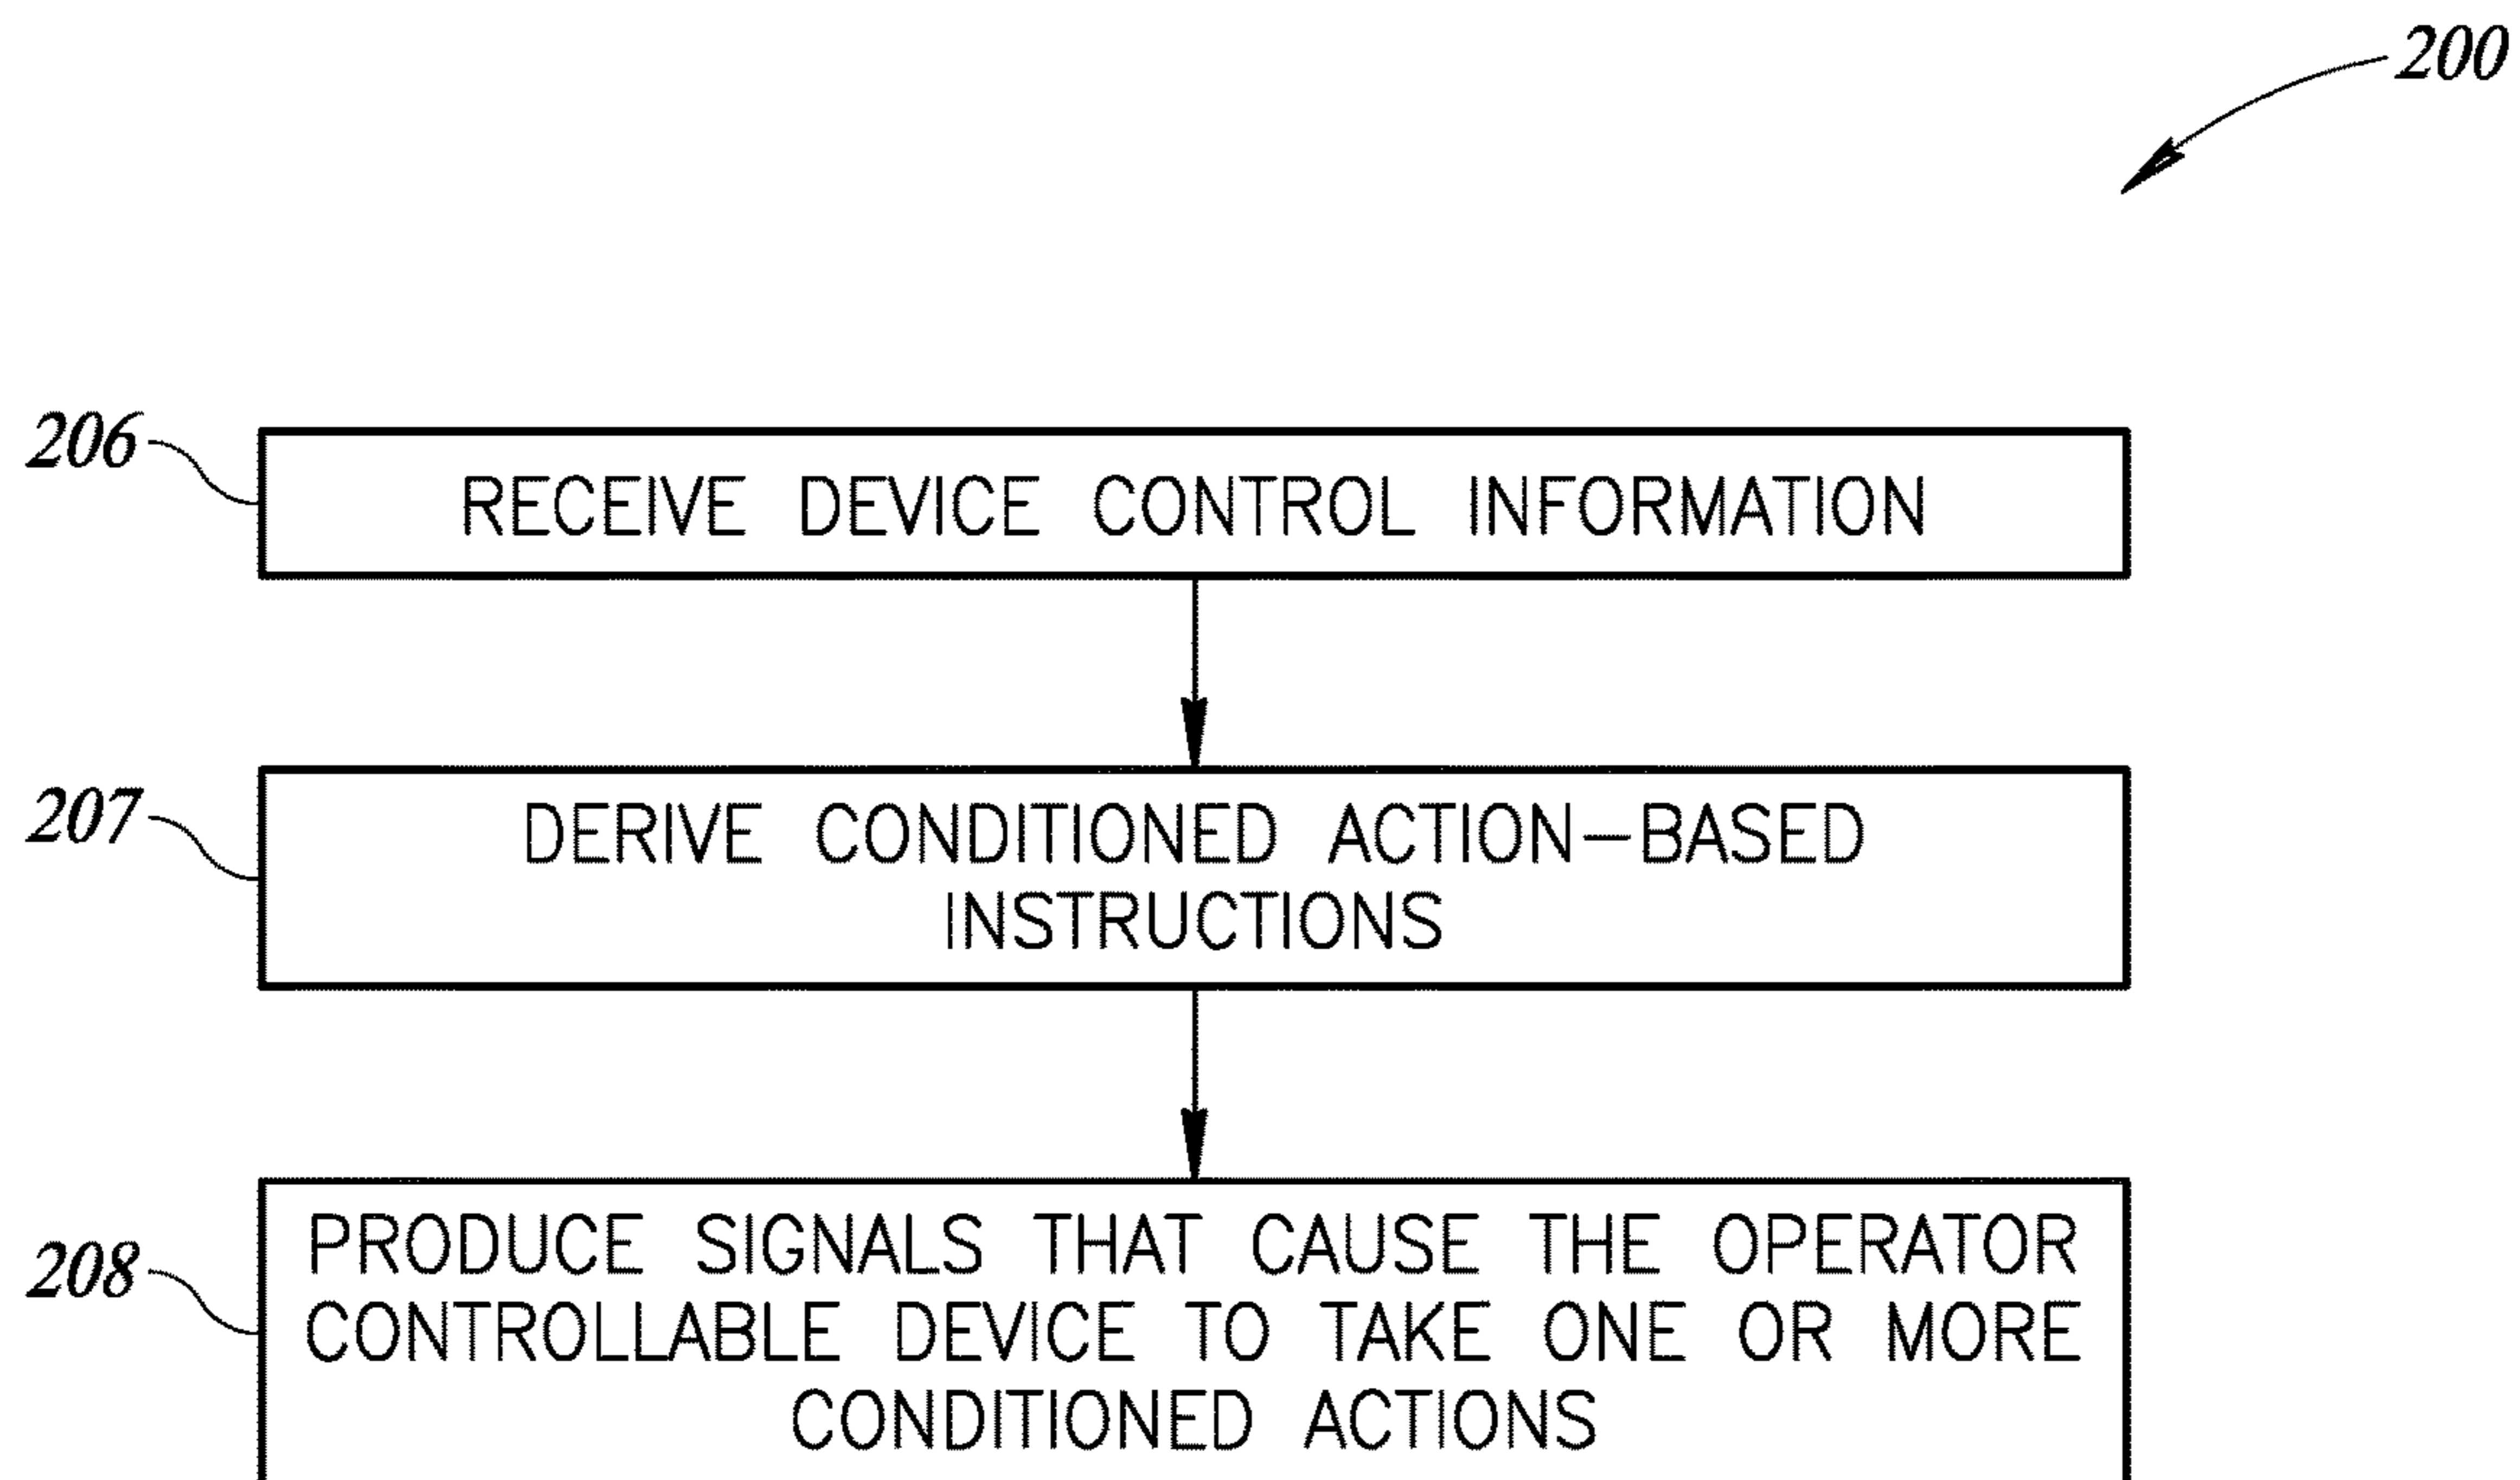 200
206
RECEIVE DEVICE CONTROL INFORMATION
207
DERIVE CONDITIONED ACTION-BASED
INSTRUCTIONS
208
PRODUCE SIGNALS THAT CAUSE THE OPERATOR
CONTROLLABLE DEVICE TO TAKE ONE OR MORE
CONDITIONED ACTIONS